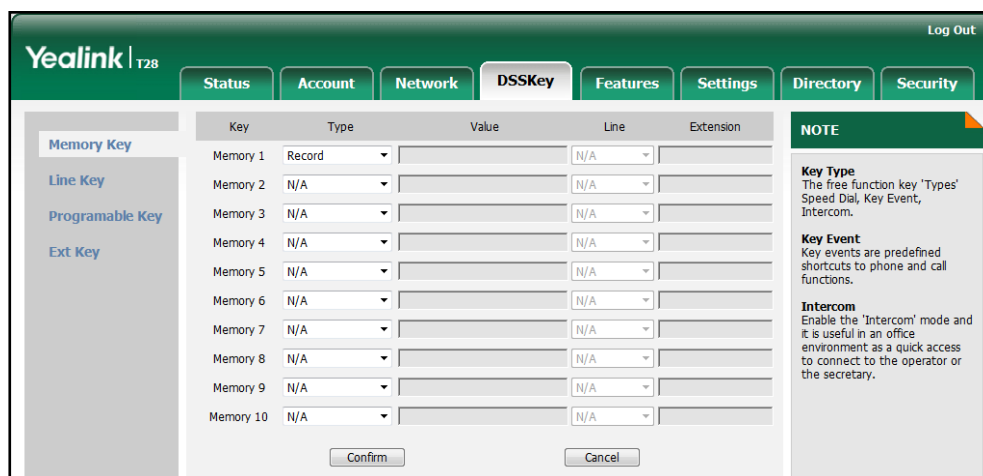 Log Out
Yealink T28
Status Account Network DSSKey Features Settings Directory Security
Memory Key
Line Key
Programable Key
Ext Key
Key Type Value Line Extension
Memory 1 Record N/A
Memory 2 N/A N/A
Memory 3 N/A N/A
Memory 4 N/A N/A
Memory 5 N/A N/A
Memory 6 N/A N/A
Memory 7 N/A N/A
Memory 8 N/A N/A
Memory 9 N/A N/A
Memory 10 N/A N/A
Confirm Cancel
NOTE
Key Type
The free function key 'Types'
Speed Dial, Key Event,
Intercom.
Key Event
Key events are predefined
shortcuts to phone and call
functions.
Intercom
Enable the 'Intercom' mode and
it is useful in an office
environment as a quick access
to connect to the operator or
the secretary.